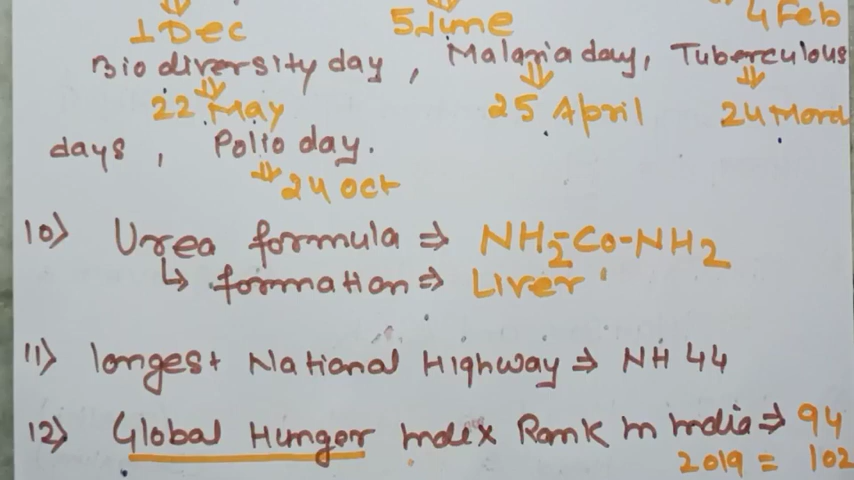 1 Dec 5 June 4 Feb
Biodiversity day, Malaria day, Tuberculous
22 May 25 April 24 March
days, Polio day.
24 oct
10) Urea formula ⇒ NH2-Co-NH2
↳ formation ⇒ Liver
11) longest National Highway ⇒ NH 44
12) Global Hunger Index Rank in India ⇒ 94
2019 = 102